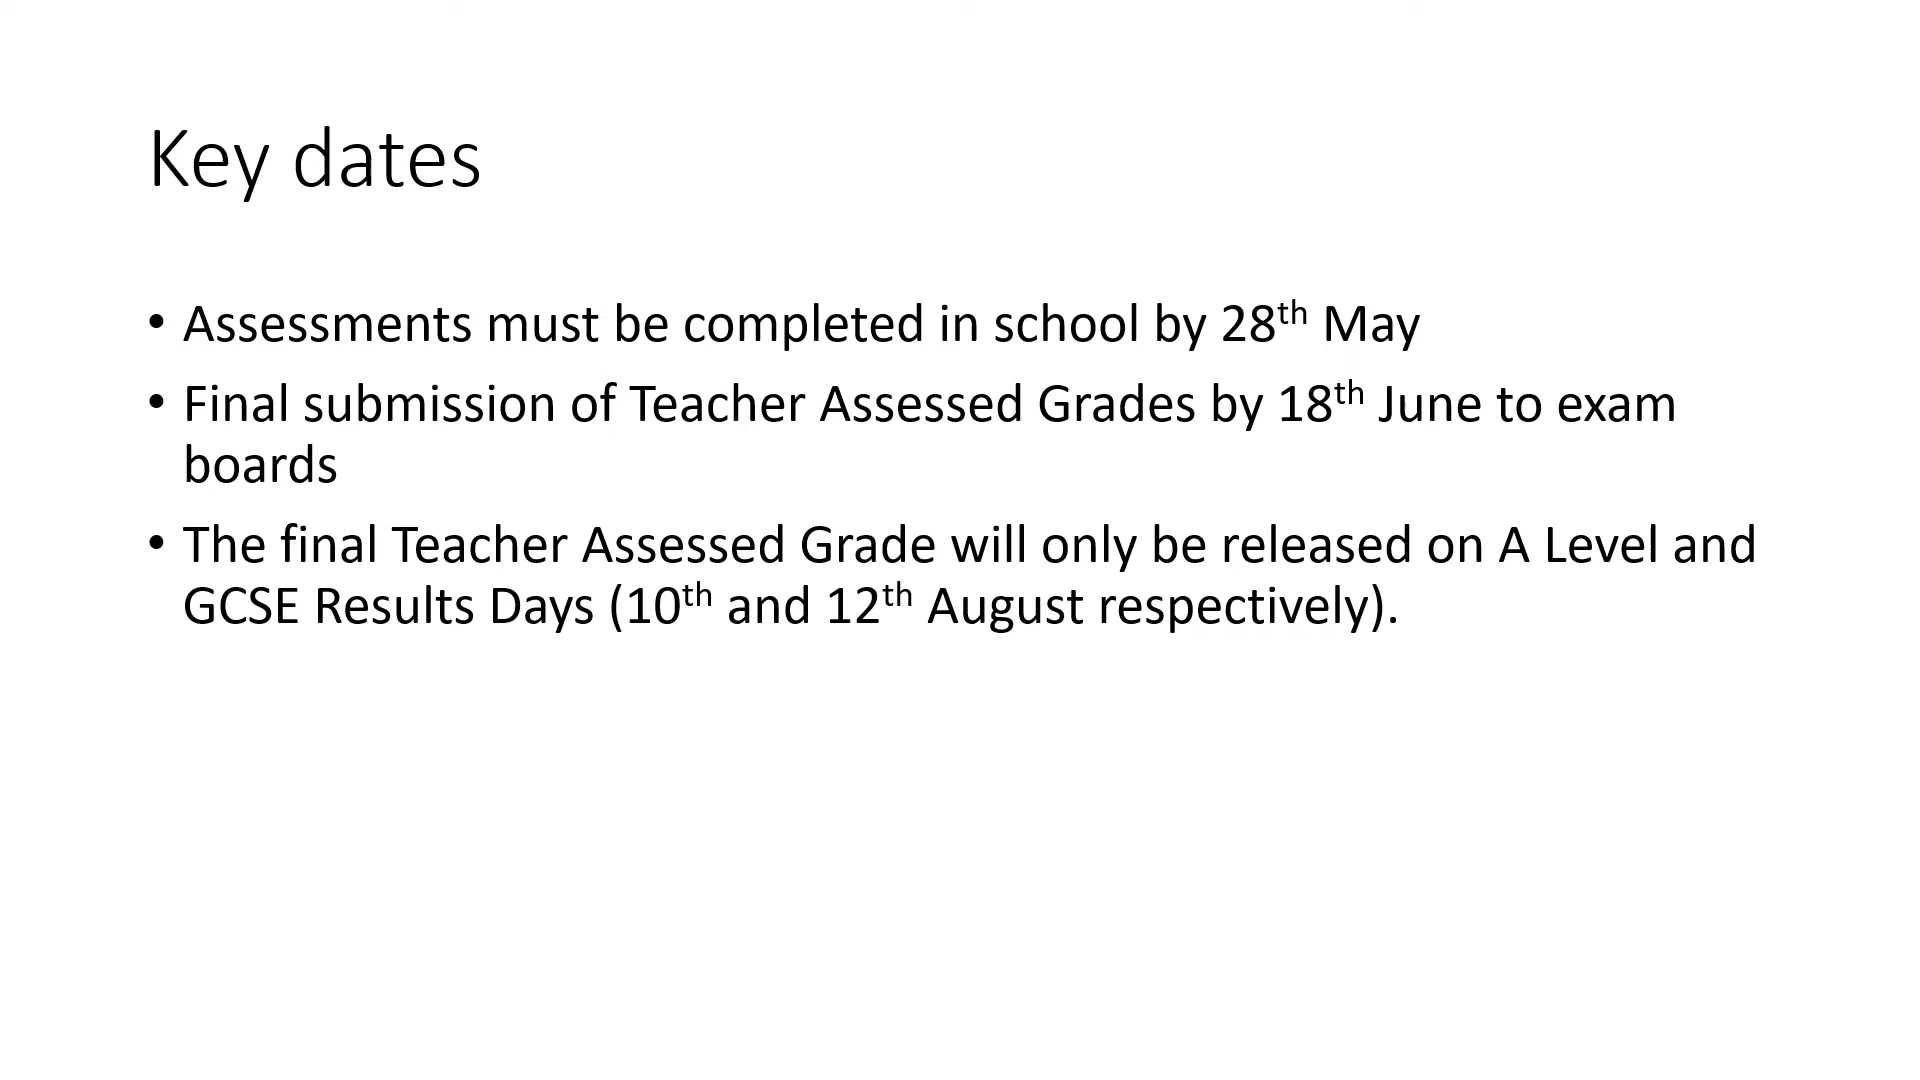 Key dates
• Assessments must be completed in school by 28th May
• Final submission of Teacher Assessed Grades by 18th June to exam
boards
• The final Teacher Assessed Grade will only be released on A Level and
GCSE Results Days (10th and 12th August respectively).